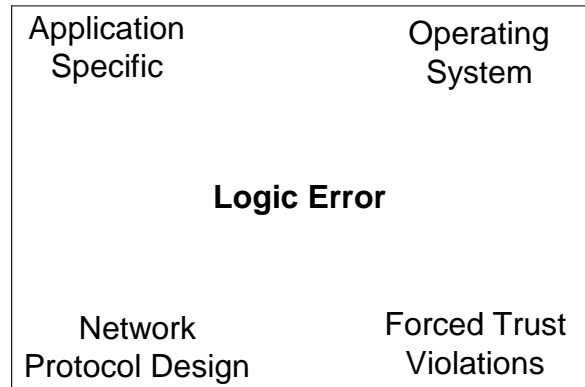 Application
Specific
Operating
System
Logic Error
Network
Protocol Design
Forced Trust
Violations